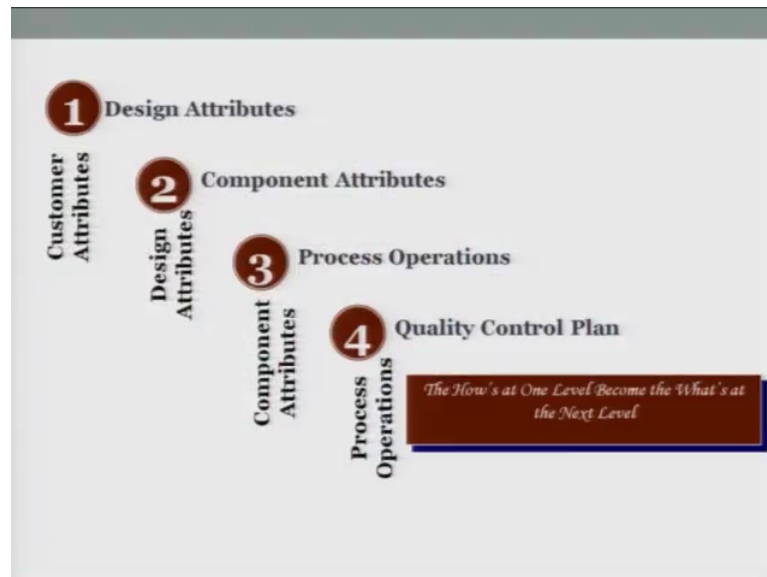 1 Design Attributes
Customer
Attributes
2 Component Attributes
Design
Attributes
3 Process Operations
Component
Attributes
4 Quality Control Plan
Process
Operations
The How's at One Level Become the What's at
the Next Level